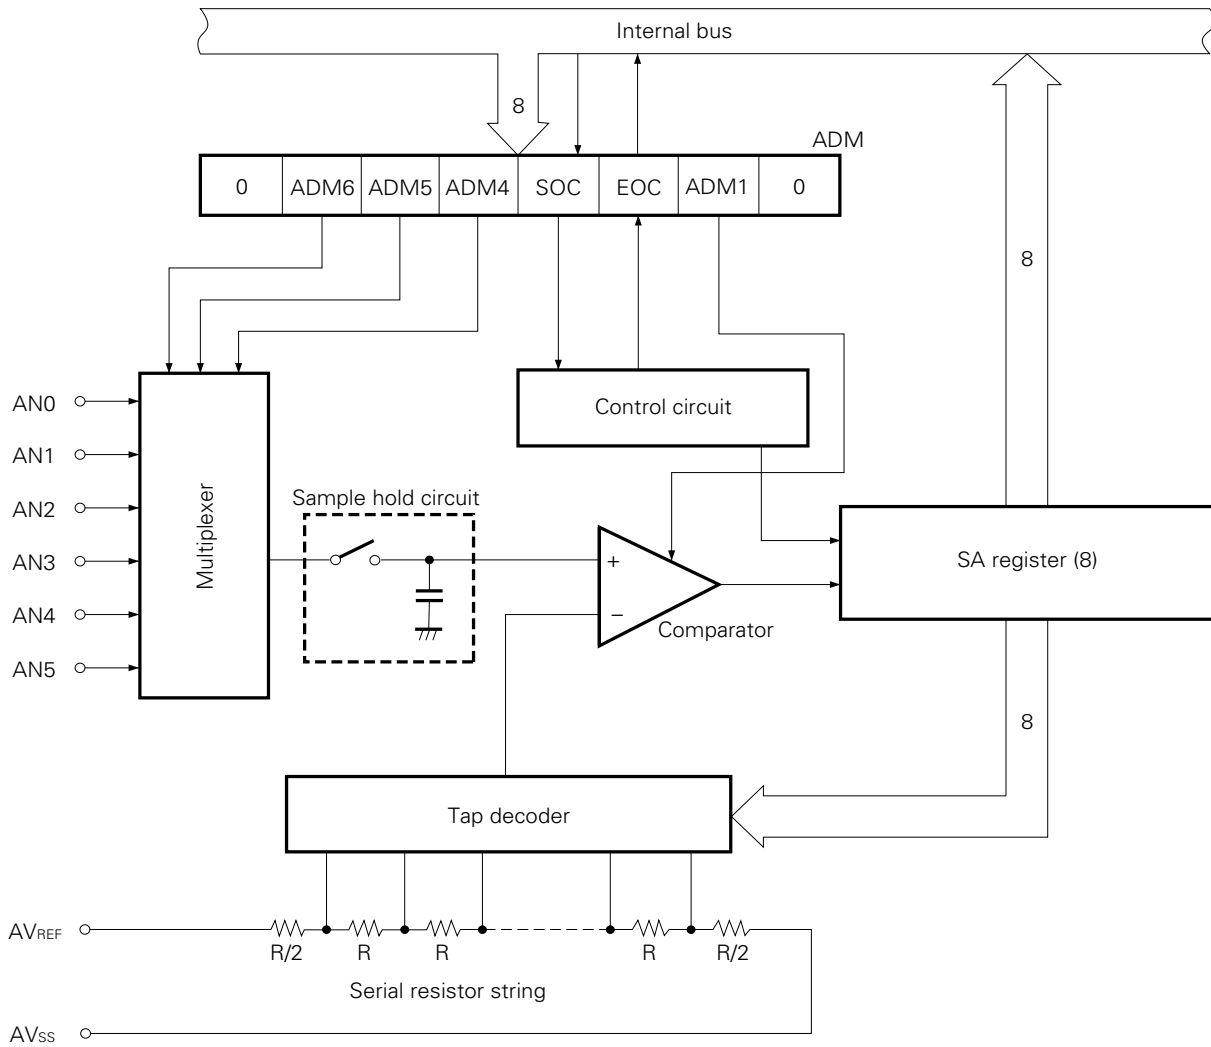 Internal bus
8
ADM
0 ADM6 ADM5 ADM4 SOC EOC ADM1 0
8
Control circuit
AN0
AN1
AN2
AN3
AN4
AN5
Multiplexer
Sample hold circuit
+
−
Comparator
SA register (8)
8
Tap decoder
AVREF
R/2 R R R R/2
Serial resistor string
AVSS